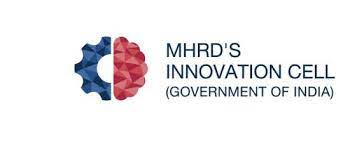 MHRD'S
INNOVATION CELL
(GOVERNMENT OF INDIA)